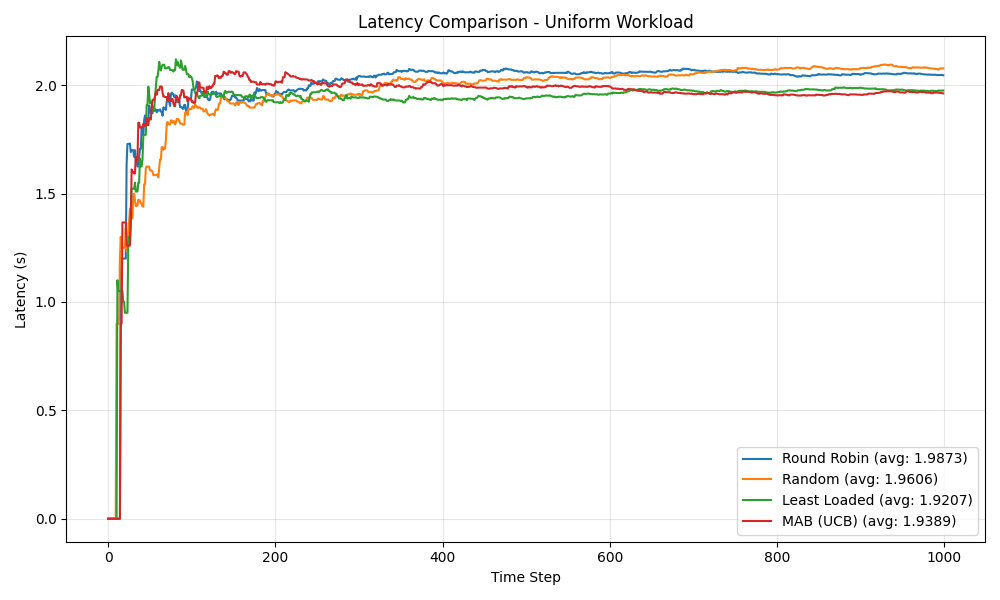 Latency Comparison - Uniform Workload
Latency (s)
2.0
1.5
1.0
0.5
0.0
0 200 400 600 800 1000
Time Step
Round Robin (avg: 1.9873)
Random (avg: 1.9606)
Least Loaded (avg: 1.9207)
MAB (UCB) (avg: 1.9389)